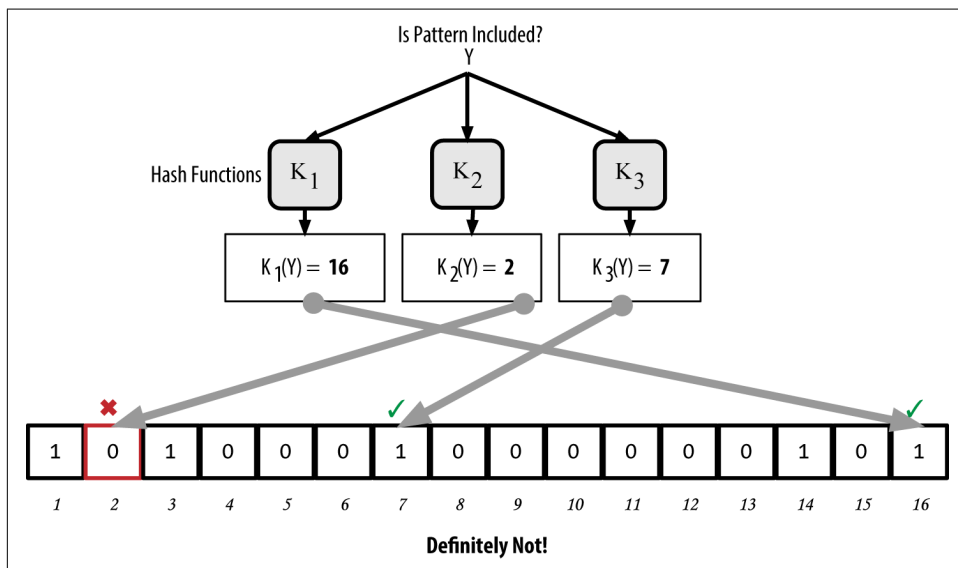 Is Pattern Included?
Y
Hash Functions K1 K2 K3
K1(Y) = 16 K2(Y) = 2 K3(Y) = 7
✖ ✓ ✓
1 0 1 0 0 0 1 0 0 0 0 0 0 1 0 1
1 2 3 4 5 6 7 8 9 10 11 12 13 14 15 16
Definitely Not!